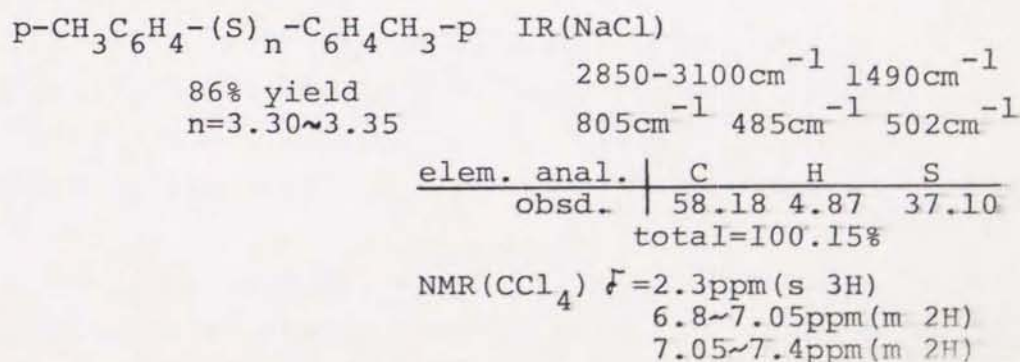 p-CH3C6H4-(S)n-C6H4CH3-p IR(NaCl)
86% yield 2850-3100cm-1 1490cm-1
n=3.30~3.35 805cm-1 485cm-1 502cm-1
elem. anal. C H S
obsd. 58.18 4.87 37.10
total=100.15%
NMR(CCl4) δ=2.3ppm(s 3H)
6.8~7.05ppm(m 2H)
7.05~7.4ppm(m 2H)